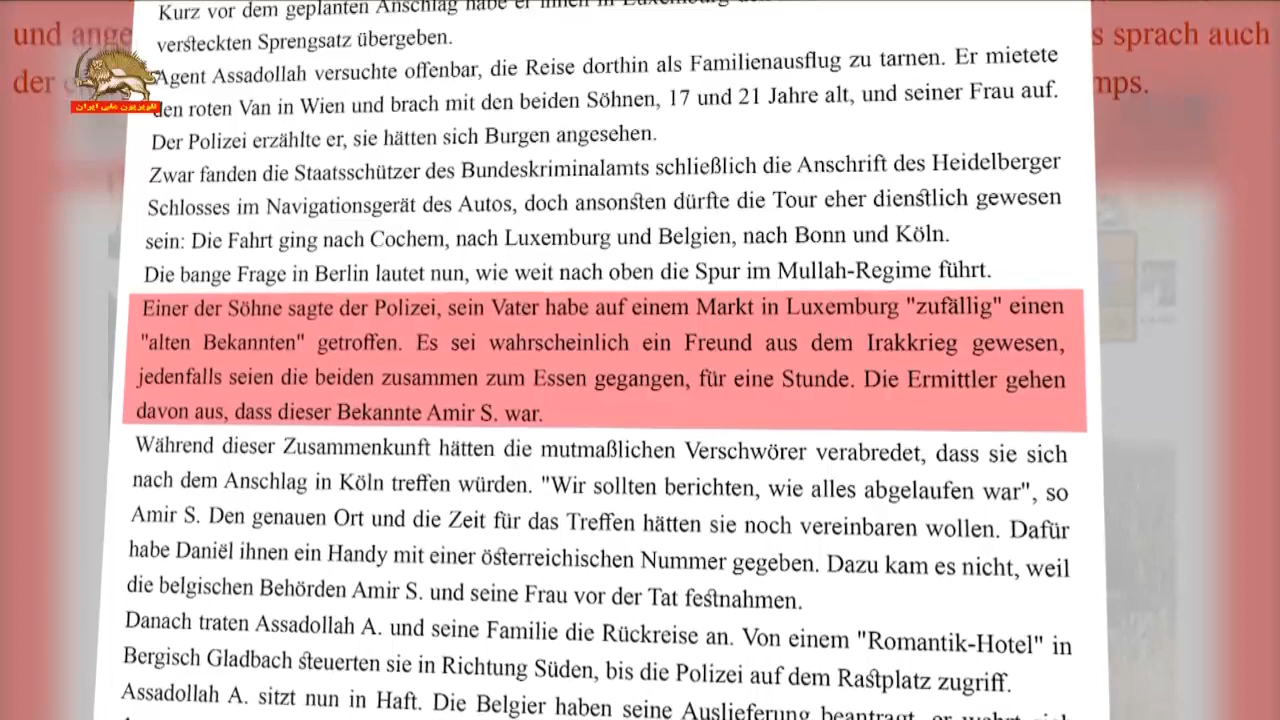 Kurz vor dem geplanten Anschlag habe er ihnen in Luxemburg den
und ange
s sprach auch
versteckten Sprengsatz übergeben.
der
mps.
Agent Assadollah versuchte offenbar, die Reise dorthin als Familienausflug zu tarnen. Er mietete
تلویزیون ملی ایران
den roten Van in Wien und brach mit den beiden Söhnen, 17 und 21 Jahre alt, und seiner Frau auf.
Der Polizei erzählte er, sie hätten sich Burgen angesehen.
Zwar fanden die Staatsschützer des Bundeskriminalamts schließlich die Anschrift des Heidelberger
Schlosses im Navigationsgerät des Autos, doch ansonsten dürfte die Tour eher dienstlich gewesen
sein: Die Fahrt ging nach Cochem, nach Luxemburg und Belgien, nach Bonn und Köln.
Die bange Frage in Berlin lautet nun, wie weit nach oben die Spur im Mullah-Regime führt.
Einer der Söhne sagte der Polizei, sein Vater habe auf einem Markt in Luxemburg "zufällig" einen
"alten Bekannten" getroffen. Es sei wahrscheinlich ein Freund aus dem Irakkrieg gewesen,
jedenfalls seien die beiden zusammen zum Essen gegangen, für eine Stunde. Die Ermittler gehen
davon aus, dass dieser Bekannte Amir S. war.
Während dieser Zusammenkunft hätten die mutmaßlichen Verschwörer verabredet, dass sie sich
nach dem Anschlag in Köln treffen würden. "Wir sollten berichten, wie alles abgelaufen war", so
Amir S. Den genauen Ort und die Zeit für das Treffen hätten sie noch vereinbaren wollen. Dafür
habe Daniël ihnen ein Handy mit einer österreichischen Nummer gegeben. Dazu kam es nicht, weil
die belgischen Behörden Amir S. und seine Frau vor der Tat festnahmen.
Danach traten Assadollah A. und seine Familie die Rückreise an. Von einem "Romantik-Hotel" in
Bergisch Gladbach steuerten sie in Richtung Süden, bis die Polizei auf dem Rastplatz zugriff.
Assadollah A. sitzt nun in Haft. Die Belgier haben seine Auslieferung beantragt, er wehrt sich